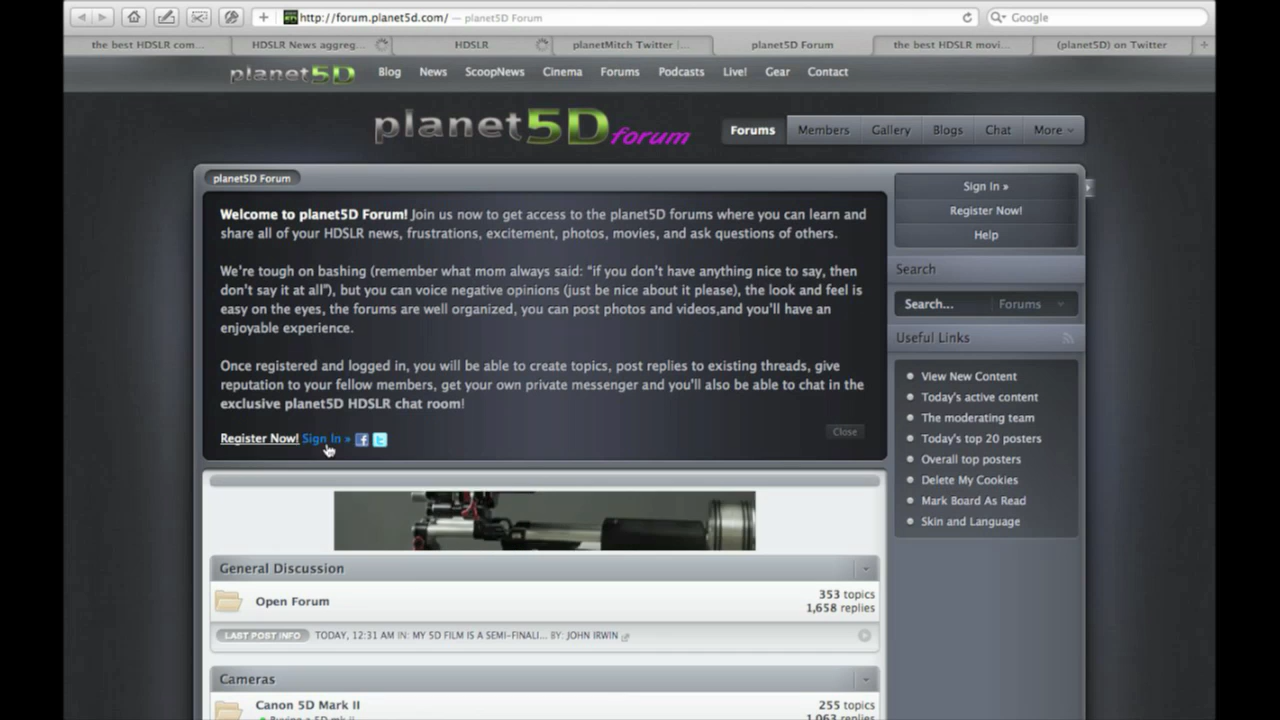 http://forum.planet5d.com/ — planet5D Forum
Google
the best HDSLR com...
HDSLR News aggreg...
HDSLR
planetMitch Twitter |...
planet5D Forum
the best HDSLR movi...
(planet5D) on Twitter
planet5D
Blog
News
ScoopNews
Cinema
Forums
Podcasts
Live!
Gear
Contact
planet5D forum
Forums
Members
Gallery
Blogs
Chat
More
planet5D Forum
Welcome to planet5D Forum! Join us now to get access to the planet5D forums where you can learn and
share all of your HDSLR news, frustrations, excitement, photos, movies, and ask questions of others.
We're tough on bashing (remember what mom always said: "if you don't have anything nice to say, then
don't say it at all"), but you can voice negative opinions (just be nice about it please), the look and feel is
easy on the eyes, the forums are well organized, you can post photos and videos,and you'll have an
enjoyable experience.
Once registered and logged in, you will be able to create topics, post replies to existing threads, give
reputation to your fellow members, get your own private messenger and you'll also be able to chat in the
exclusive planet5D HDSLR chat room!
Register Now! Sign In »
Close
Sign In »
Register Now!
Help
Search
Search...
Forums
Useful Links
View New Content
Today's active content
The moderating team
Today's top 20 posters
Overall top posters
Delete My Cookies
Mark Board As Read
Skin and Language
General Discussion
Open Forum
353 topics
1,658 replies
LAST POST INFO TODAY, 12:31 AM IN: MY 5D FILM IS A SEMI-FINALI... BY: JOHN IRWIN
Cameras
Canon 5D Mark II
255 topics
1,063 replies
Buying a 5D mk ii